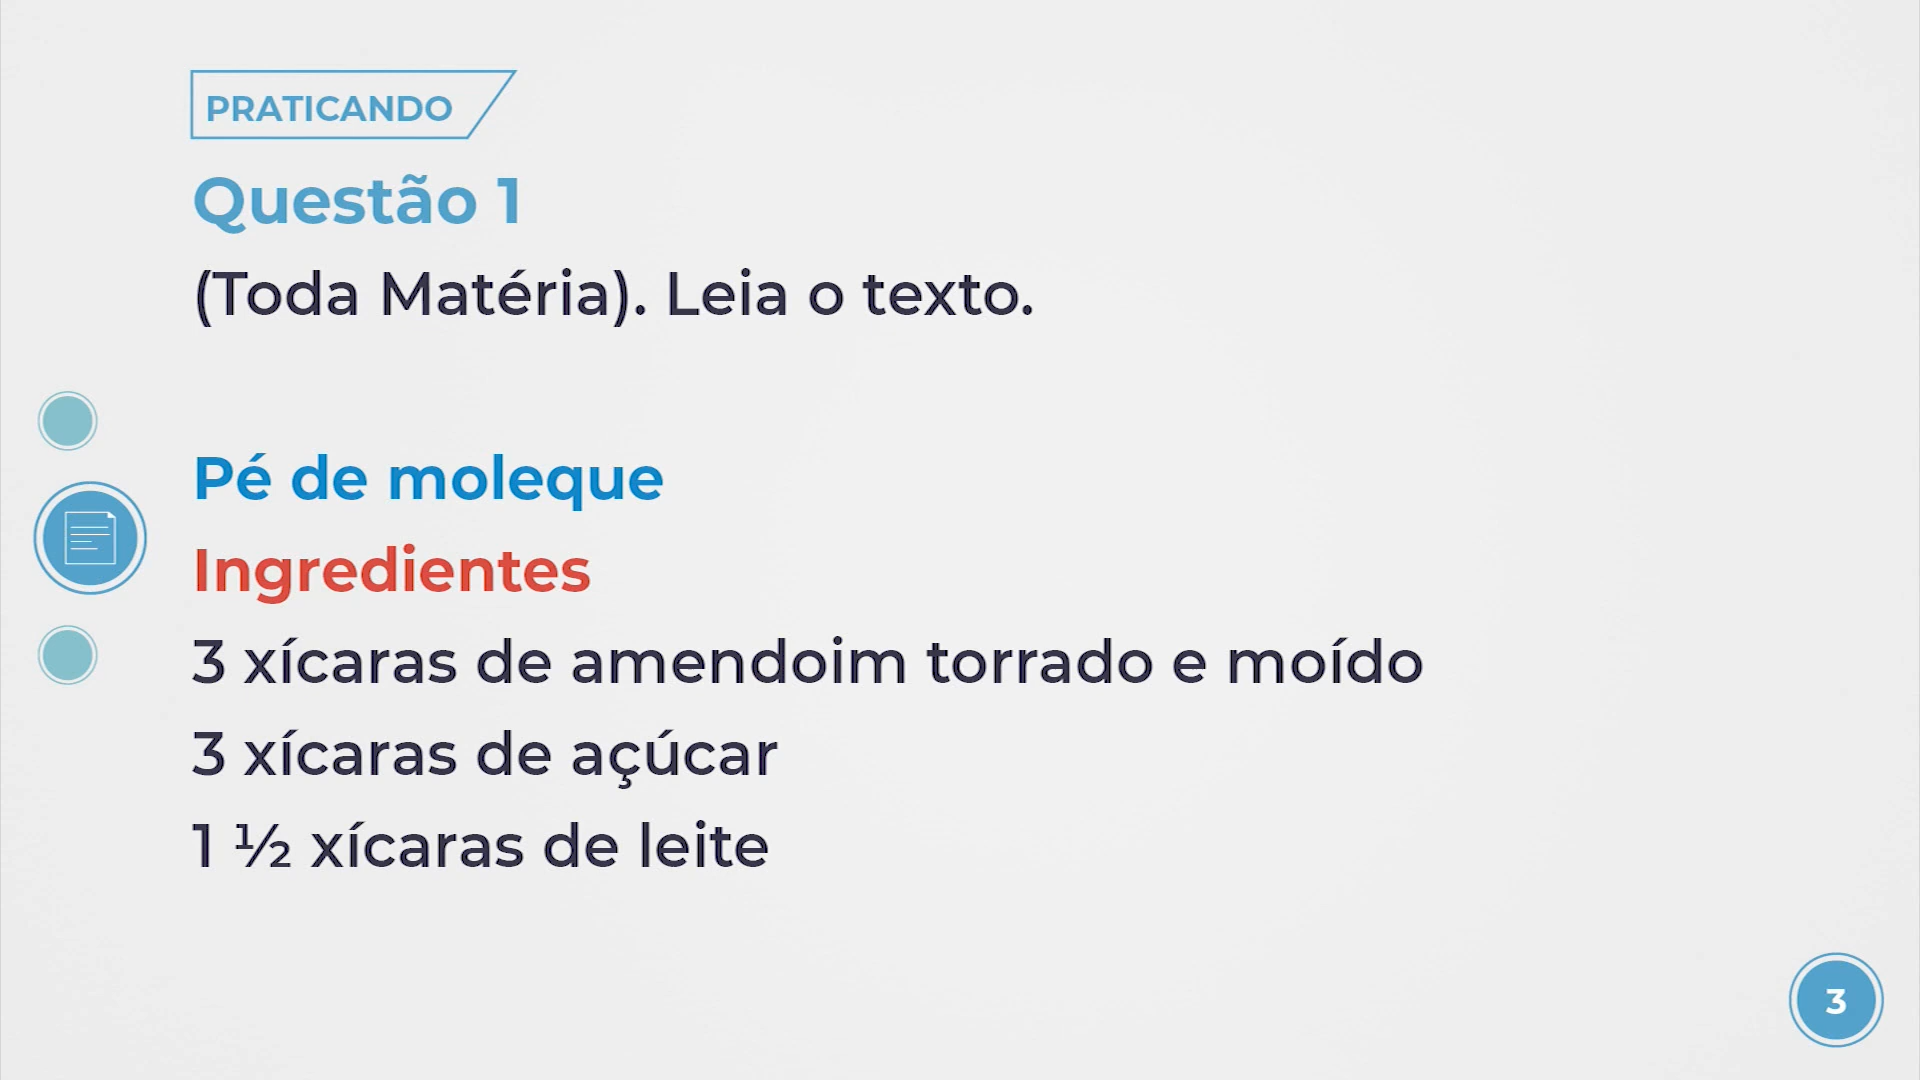 PRATICANDO
Questão 1
(Toda Matéria). Leia o texto.
Pé de moleque
Ingredientes
3 xícaras de amendoim torrado e moído
3 xícaras de açúcar
1 ½ xícaras de leite
3